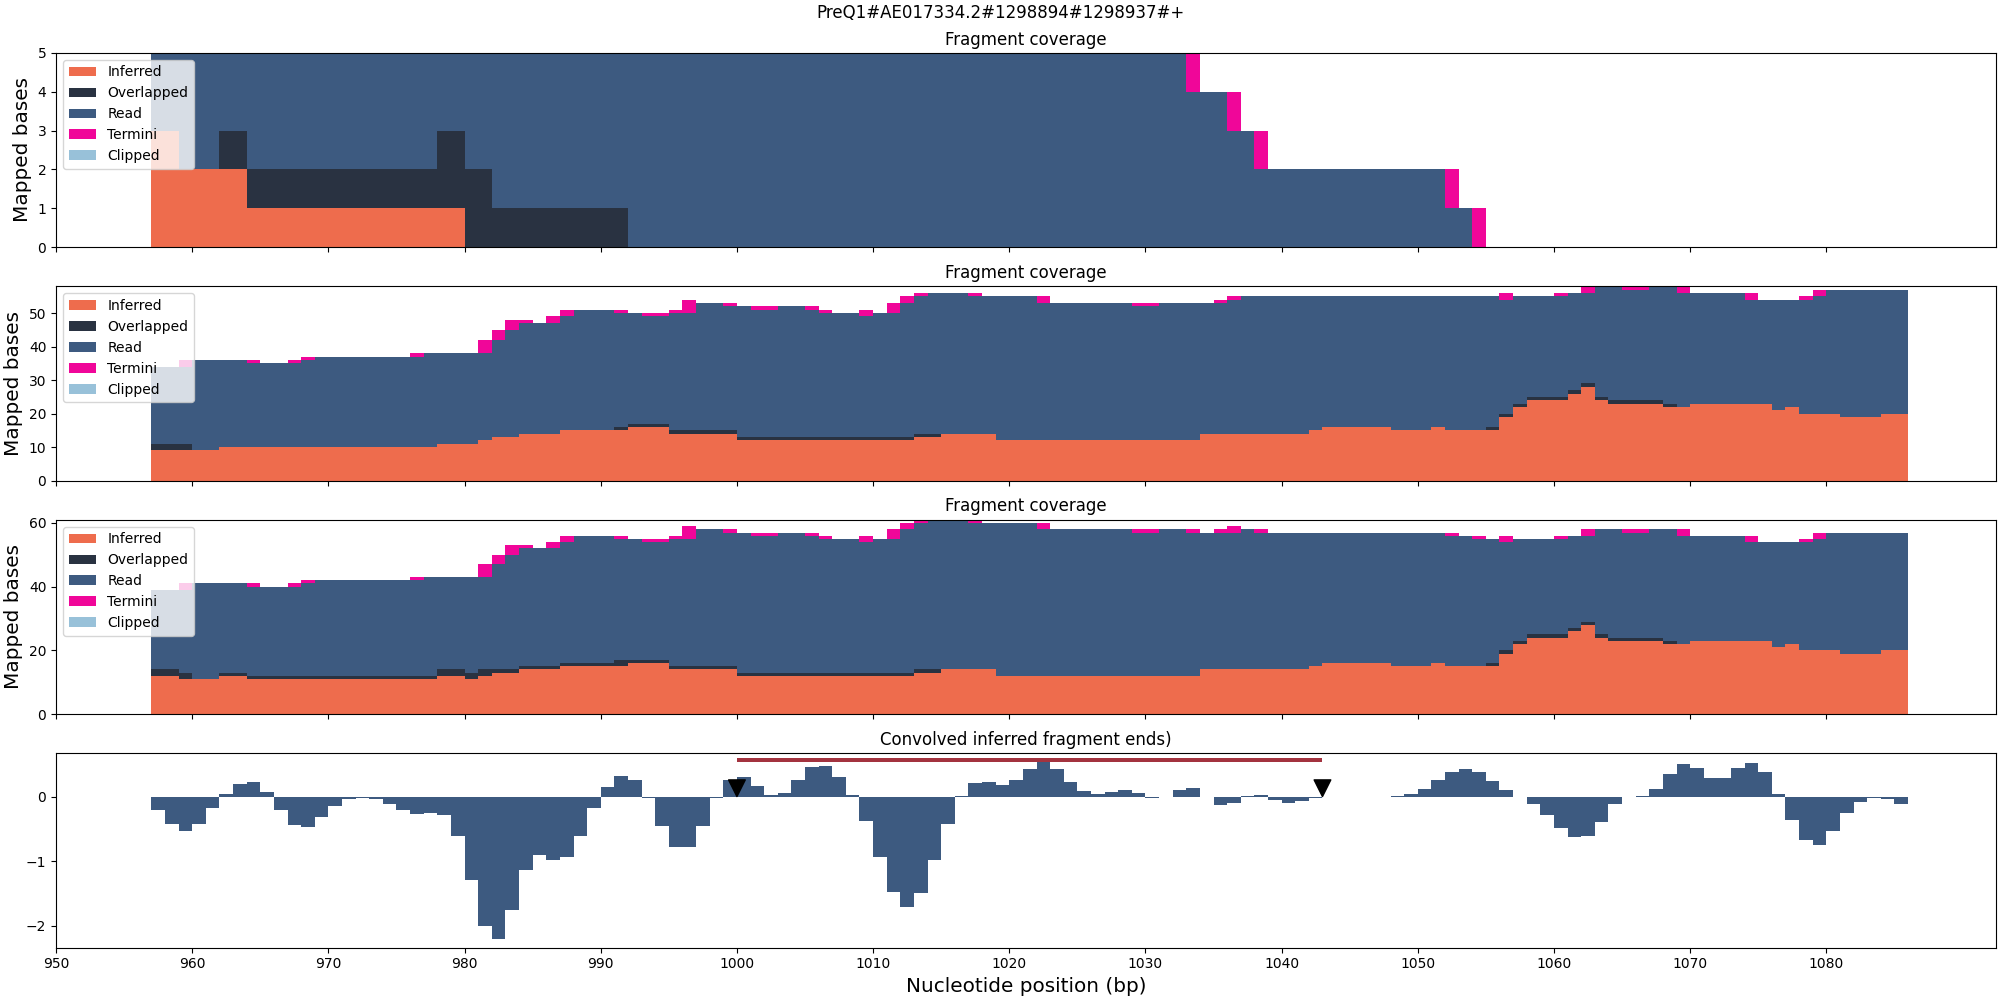 PreQ1#AE017334.2#1298894#1298937#+
Fragment coverage
Mapped bases
5
4
3
2
1
0
Inferred
Overlapped
Read
Termini
Clipped
Fragment coverage
Mapped bases
50
40
30
20
10
0
Inferred
Overlapped
Read
Termini
Clipped
Fragment coverage
Mapped bases
60
40
20
0
Inferred
Overlapped
Read
Termini
Clipped
Convolved inferred fragment ends)
0
−1
−2
950 960 970 980 990 1000 1010 1020 1030 1040 1050 1060 1070 1080
Nucleotide position (bp)